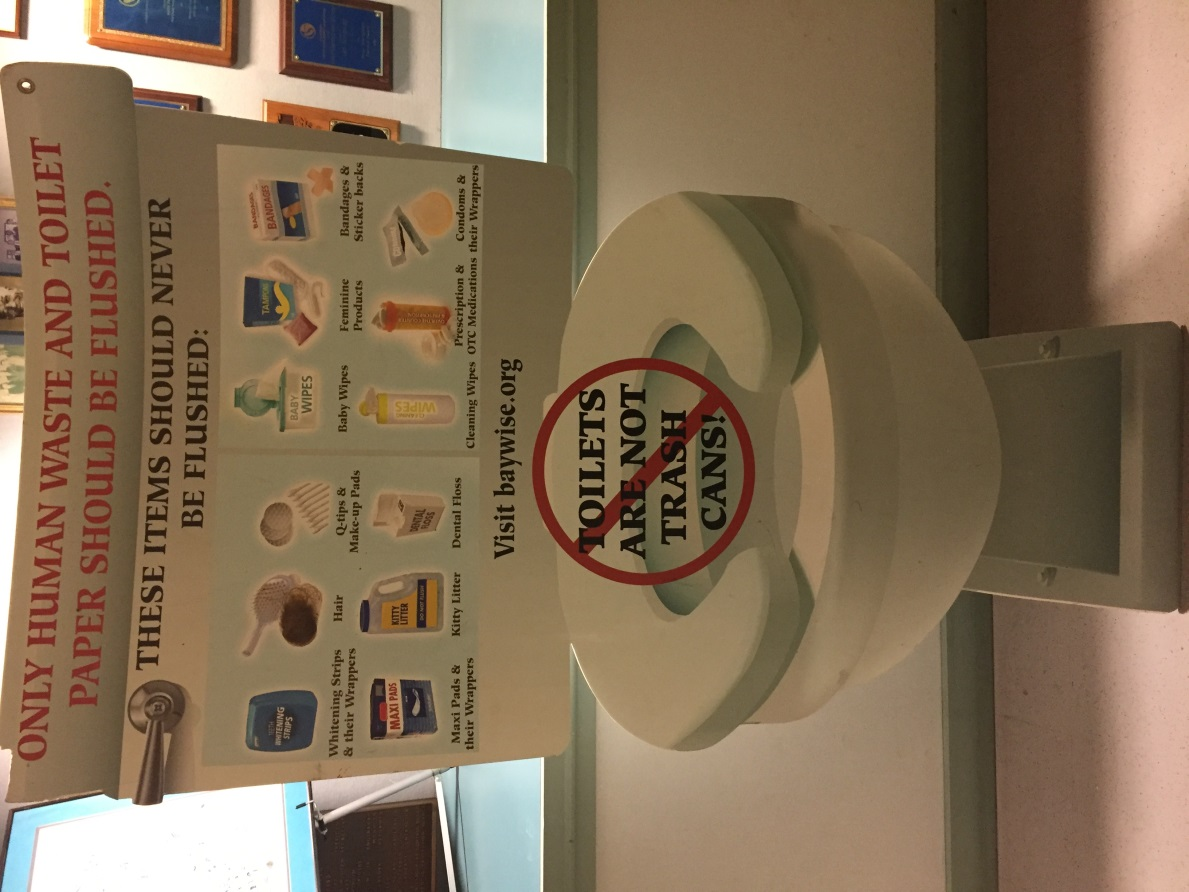 ONLY HUMAN WASTE AND TOILET
PAPER SHOULD BE FLUSHED.
THESE ITEMS SHOULD NEVER
BE FLUSHED:
TEETH
WHITENING
STRIPS
Whitening Strips
& their Wrappers
Hair
Q-tips &
Make-up Pads
BABY
WIPES
Baby Wipes
TAMPONS
Feminine
Products
BANDAGES
Bandages &
Sticker backs
MAXI PADS
Maxi Pads &
their Wrappers
KITTY
LITTER
Kitty Litter
DENTAL
FLOSS
Dental Floss
CLEANING
WIPES
Cleaning Wipes
Prescription &
OTC Medications
Condoms &
their Wrappers
Visit baywise.org
TOILETS
ARE NOT
TRASH
CANS!